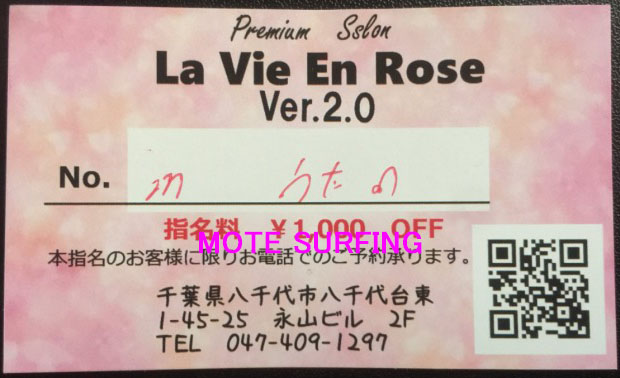 Premium Sslon
La Vie En Rose
Ver.2.0
No. m うたの
指名料 ￥1,000 OFF
MOTE SURFING
本指名のお客様に限りお電話でのご予約承ります。
千葉県八千代市八千代台東
1-45-25 永山ビル 2F
TEL 047-409-1297